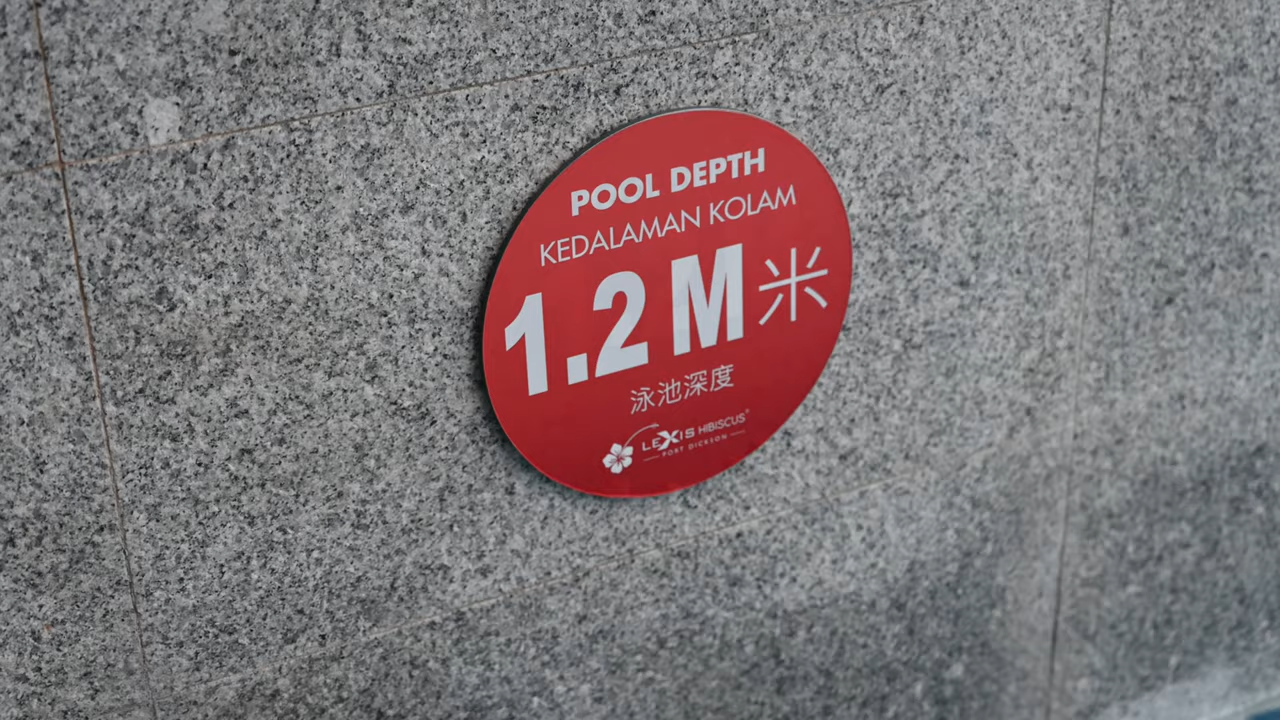 POOL DEPTH
KEDALAMAN KOLAM
1.2 M 米
泳池深度
LEXIS HIBISCUS®
PORT DICKSON